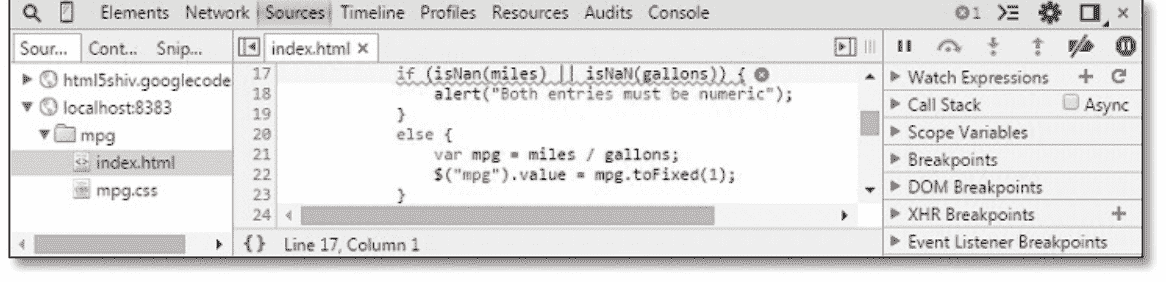 Elements Network Sources Timeline Profiles Resources Audits Console 1
Sour... Cont... Snip... index.html ×
html5shiv.googlecode
localhost:8383
mpg
index.html
mpg.css
17 if (isNan(miles) || isNaN(gallons)) {
18 alert("Both entries must be numeric");
19 }
20 else {
21 var mpg = miles / gallons;
22 $("mpg").value = mpg.toFixed(1);
23 }
24
{} Line 17, Column 1
Watch Expressions
Call Stack Async
Scope Variables
Breakpoints
DOM Breakpoints
XHR Breakpoints
Event Listener Breakpoints